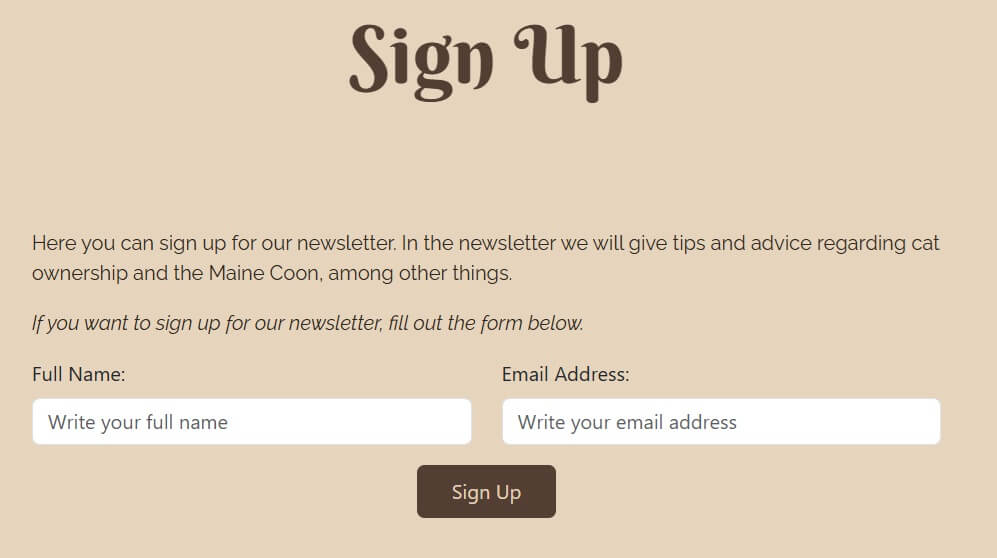 Sign Up
Here you can sign up for our newsletter. In the newsletter we will give tips and advice regarding cat
ownership and the Maine Coon, among other things.
If you want to sign up for our newsletter, fill out the form below.
Full Name:
Email Address:
Write your full name
Write your email address
Sign Up